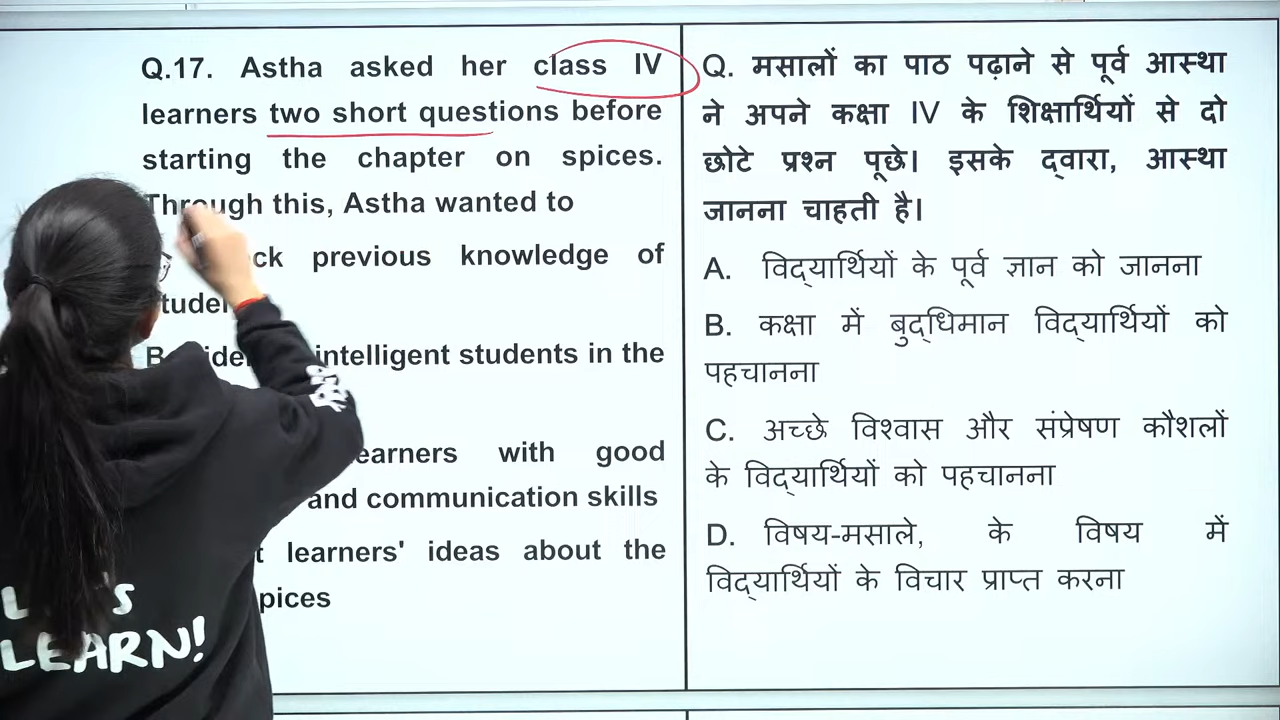 Q.17. Astha asked her class IV
learners two short questions before
starting the chapter on spices.
Through this, Astha wanted to
previous knowledge of
B.
intelligent students in the
with good
and communication skills
learners' ideas about the
Q. मसालों का पाठ पढ़ाने से पूर्व आस्था
ने अपने कक्षा IV के शिक्षार्थियों से दो
छोटे प्रश्न पूछे। इसके द्वारा, आस्था
जानना चाहती है।
A. विद्यार्थियों के पूर्व ज्ञान को जानना
B. कक्षा में बुद्धिमान विद्यार्थियों को
पहचानना
C. अच्छे विश्वास और संप्रेषण कौशलों
के विद्यार्थियों को पहचानना
D. विषय-मसाले, के विषय में
विद्यार्थियों के विचार प्राप्त करना
LEARN!